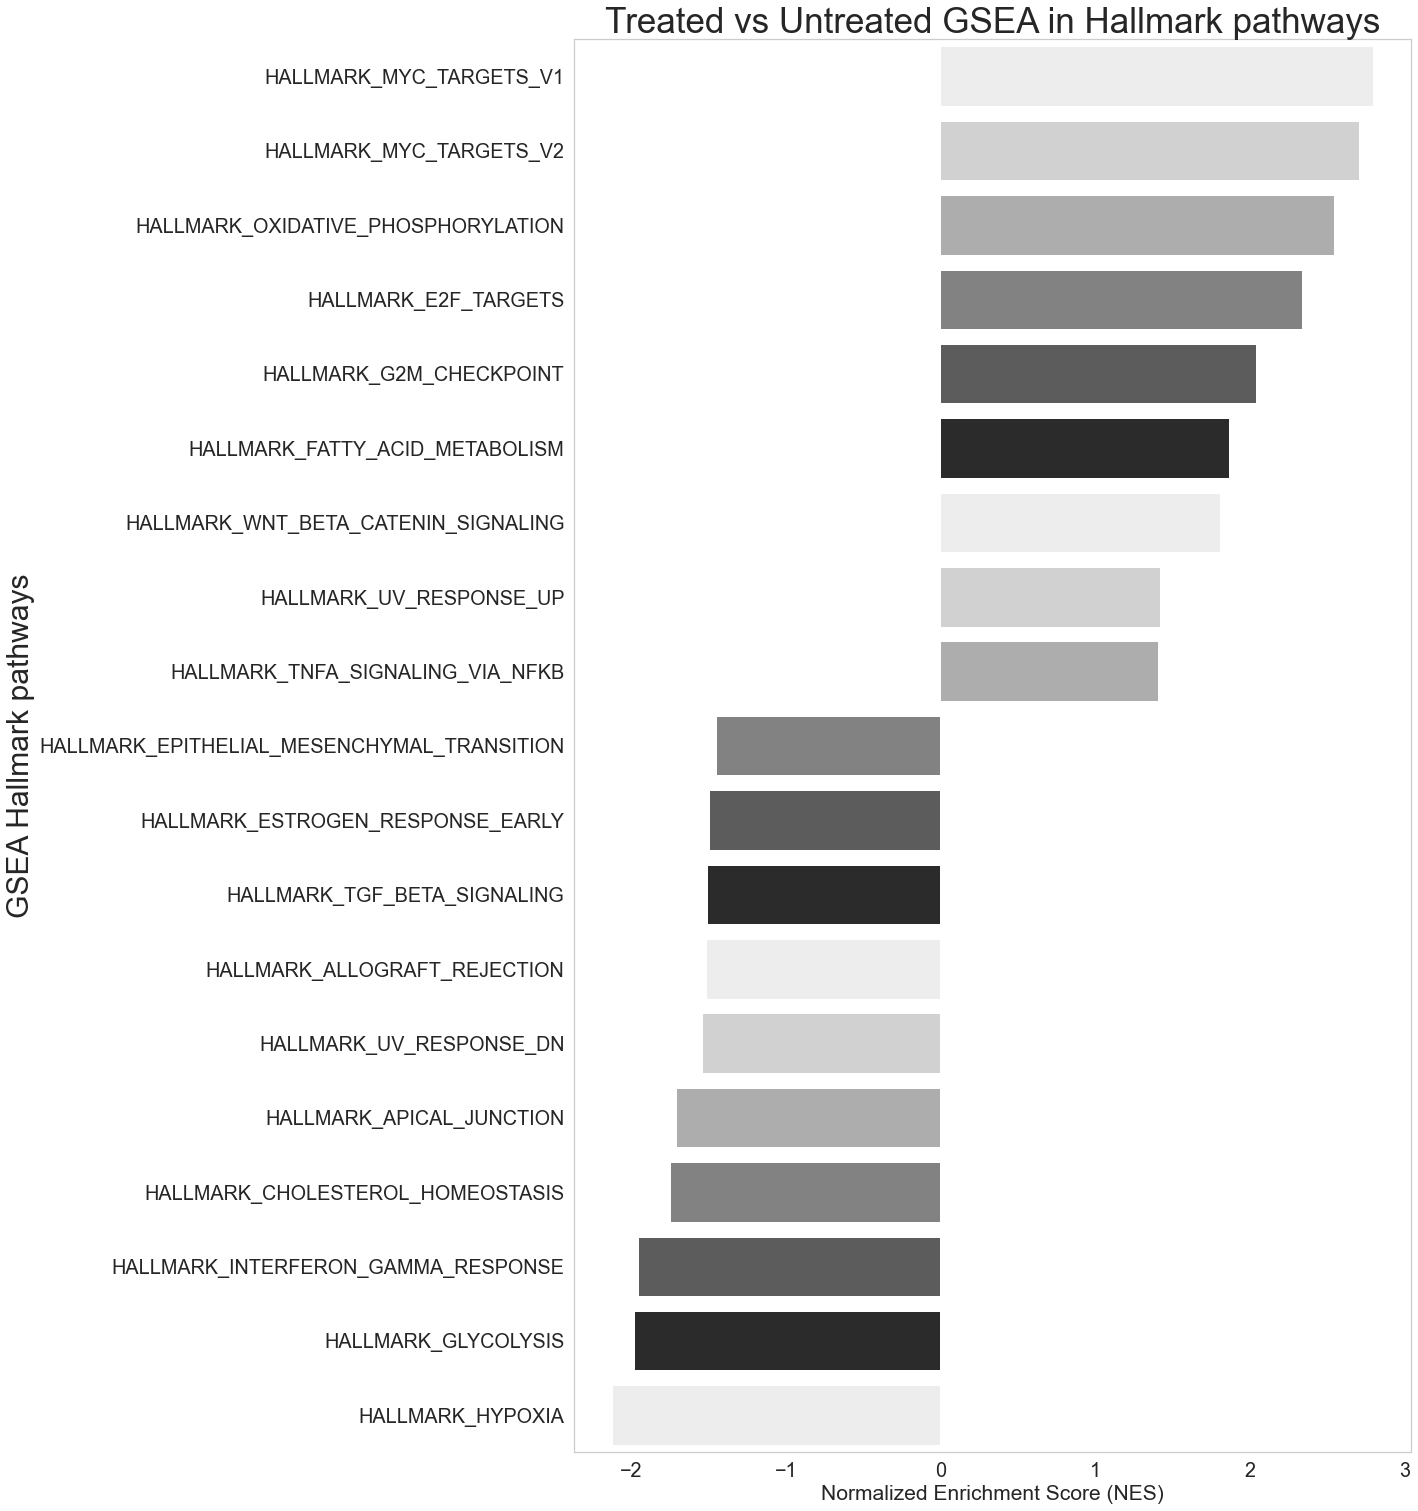 Treated vs Untreated GSEA in Hallmark pathways
GSEA Hallmark pathways
HALLMARK_MYC_TARGETS_V1
HALLMARK_MYC_TARGETS_V2
HALLMARK_OXIDATIVE_PHOSPHORYLATION
HALLMARK_E2F_TARGETS
HALLMARK_G2M_CHECKPOINT
HALLMARK_FATTY_ACID_METABOLISM
HALLMARK_WNT_BETA_CATENIN_SIGNALING
HALLMARK_UV_RESPONSE_UP
HALLMARK_TNFA_SIGNALING_VIA_NFKB
HALLMARK_EPITHELIAL_MESENCHYMAL_TRANSITION
HALLMARK_ESTROGEN_RESPONSE_EARLY
HALLMARK_TGF_BETA_SIGNALING
HALLMARK_ALLOGRAFT_REJECTION
HALLMARK_UV_RESPONSE_DN
HALLMARK_APICAL_JUNCTION
HALLMARK_CHOLESTEROL_HOMEOSTASIS
HALLMARK_INTERFERON_GAMMA_RESPONSE
HALLMARK_GLYCOLYSIS
HALLMARK_HYPOXIA
−2 −1 0 1 2 3
Normalized Enrichment Score (NES)